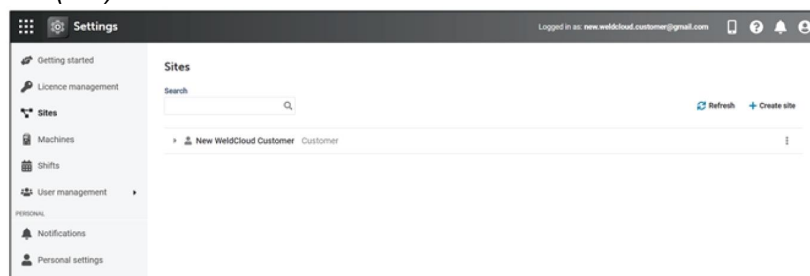 Settings
Logged in as: new.weldcloud.customer@gmail.com
Getting started
Licence management
Sites
Machines
Shifts
User management
PERSONAL
Notifications
Personal settings
Sites
Search
Refresh + Create site
New WeldCloud Customer Customer